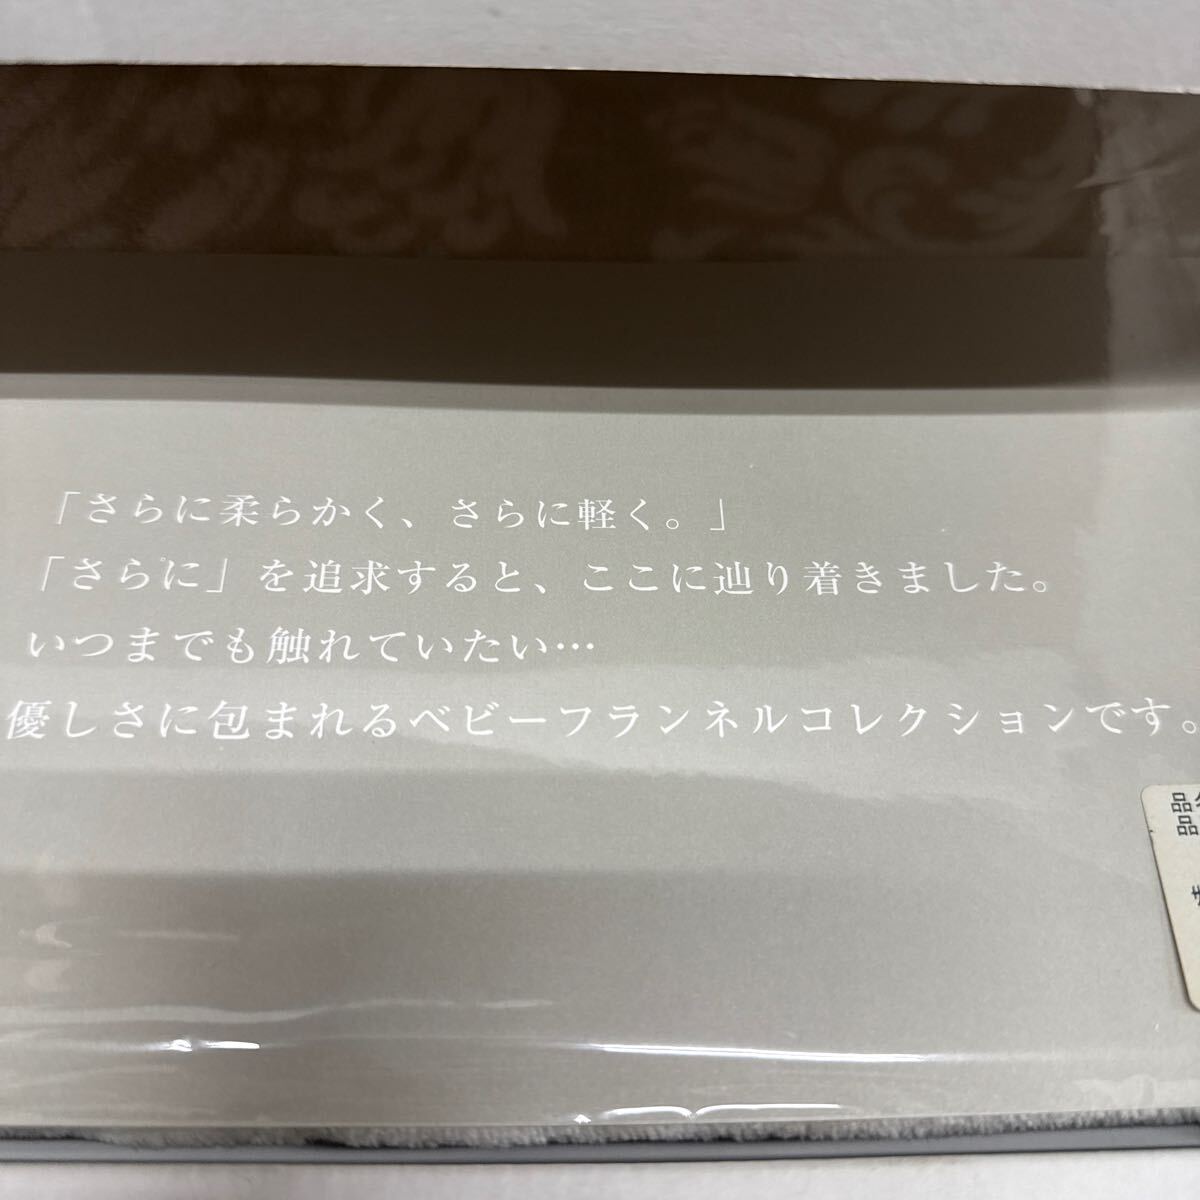 「さらに柔らかく、さらに軽く。」
「さらに」を追求すると、ここに辿り着きました。
いつまでも触れていたい…
優しさに包まれるベビーフランネルコレクションです。
品
品